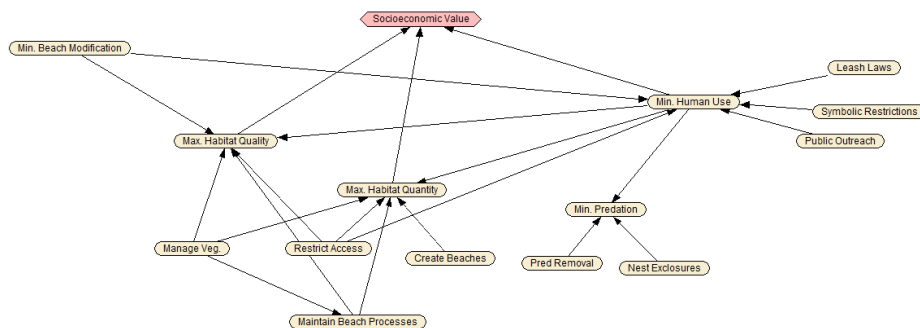 Socioeconomic Value
Min. Beach Modification
Leash Laws
Min. Human Use
Symbolic Restrictions
Max. Habitat Quality
Public Outreach
Max. Habitat Quantity
Min. Predation
Manage Veg.
Restrict Access
Create Beaches
Pred Removal
Nest Exclosures
Maintain Beach Processes